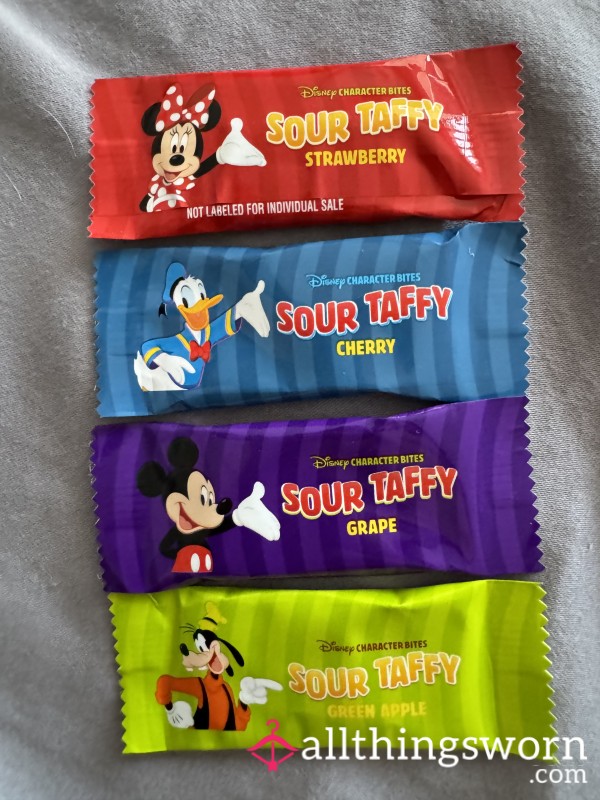 Disney CHARACTER BITES
SOUR TAFFY
STRAWBERRY
NOT LABELED FOR INDIVIDUAL SALE
Disney CHARACTER BITES
SOUR TAFFY
CHERRY
Disney CHARACTER BITES
SOUR TAFFY
GRAPE
Disney CHARACTER BITES
SOUR TAFFY
GREEN APPLE
allthingsworn
.com